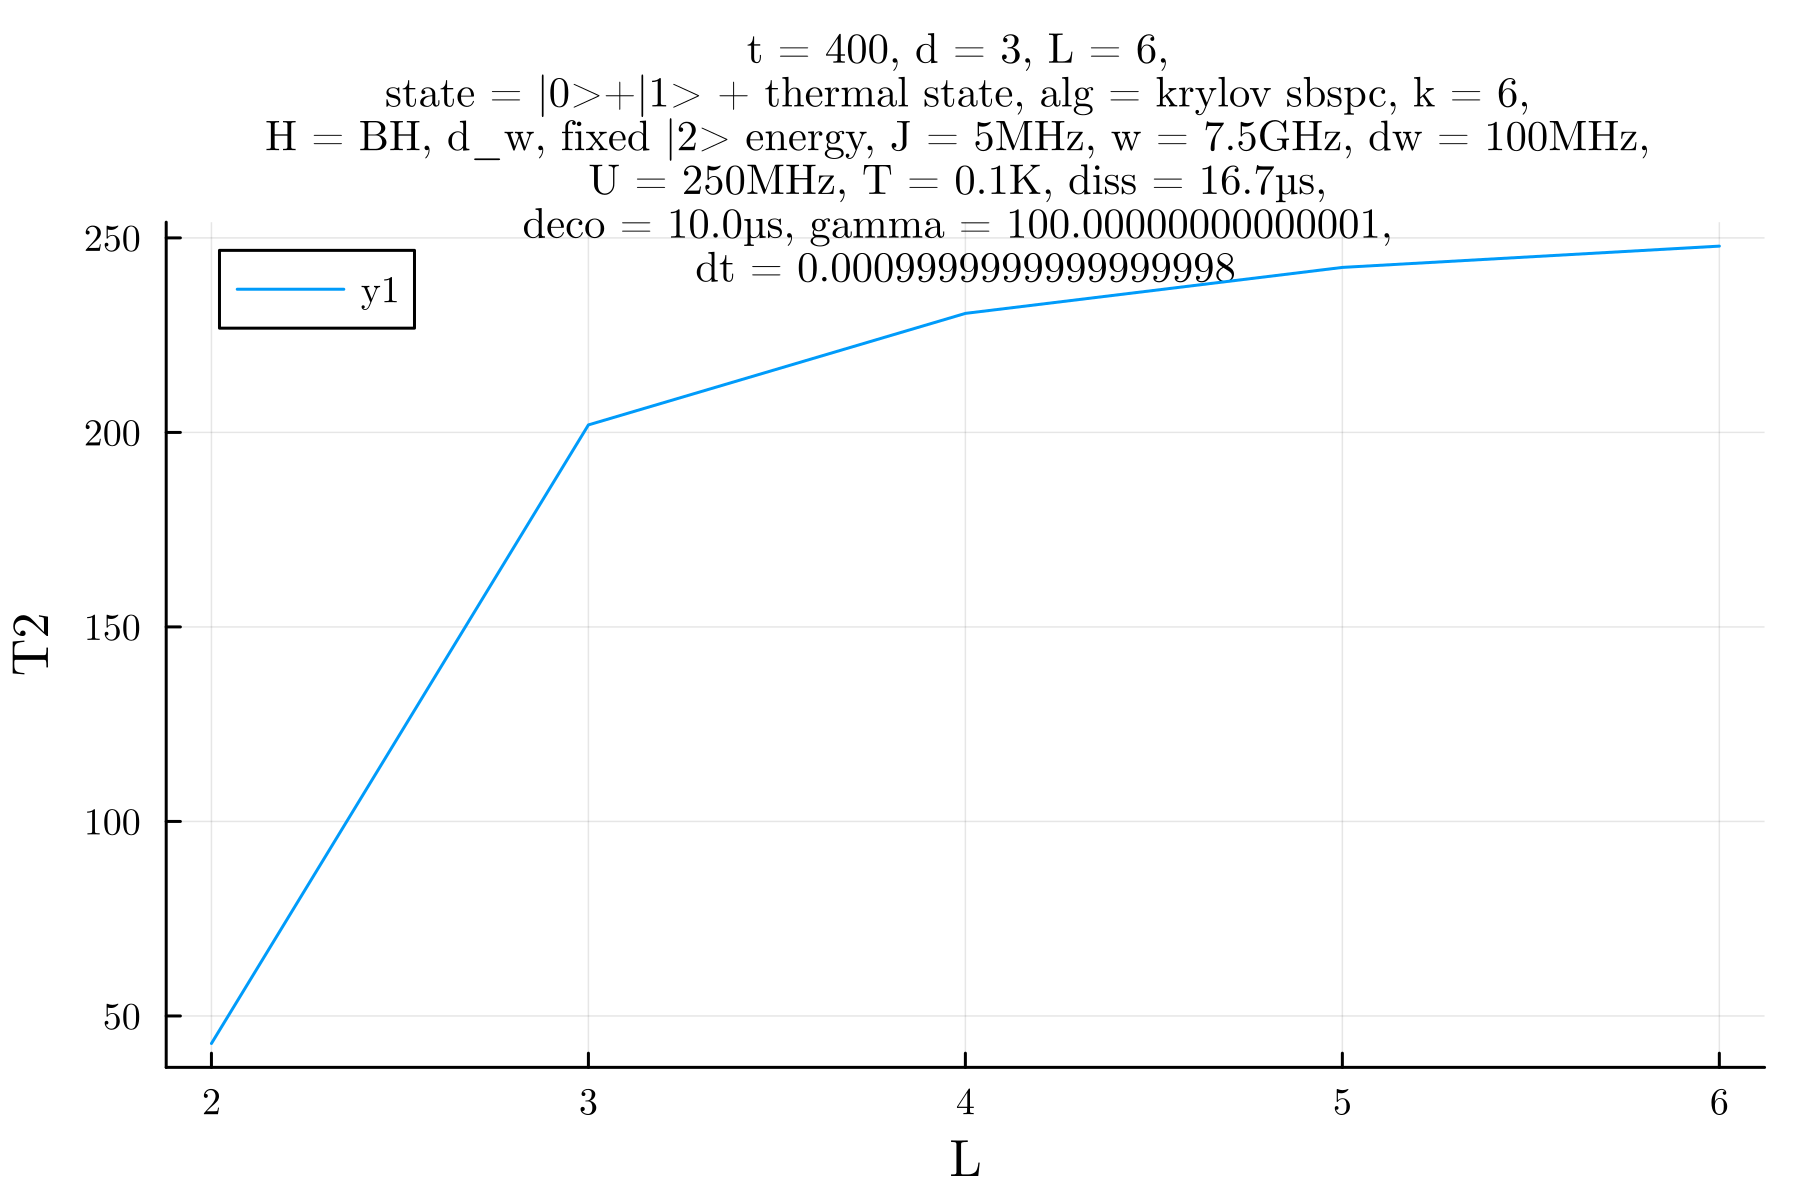 t = 400, d = 3, L = 6,
state = |0>+|1> + thermal state, alg = krylov sbspc, k = 6,
H = BH, d_w, fixed |2> energy, J = 5MHz, w = 7.5GHz, dw = 100MHz,
U = 250MHz, T = 0.1K, diss = 16.7µs,
deco = 10.0µs, gamma = 100.00000000000001,
dt = 0.0009999999999999998
y1
250
200
150
100
50
T2
2 3 4 5 6
L